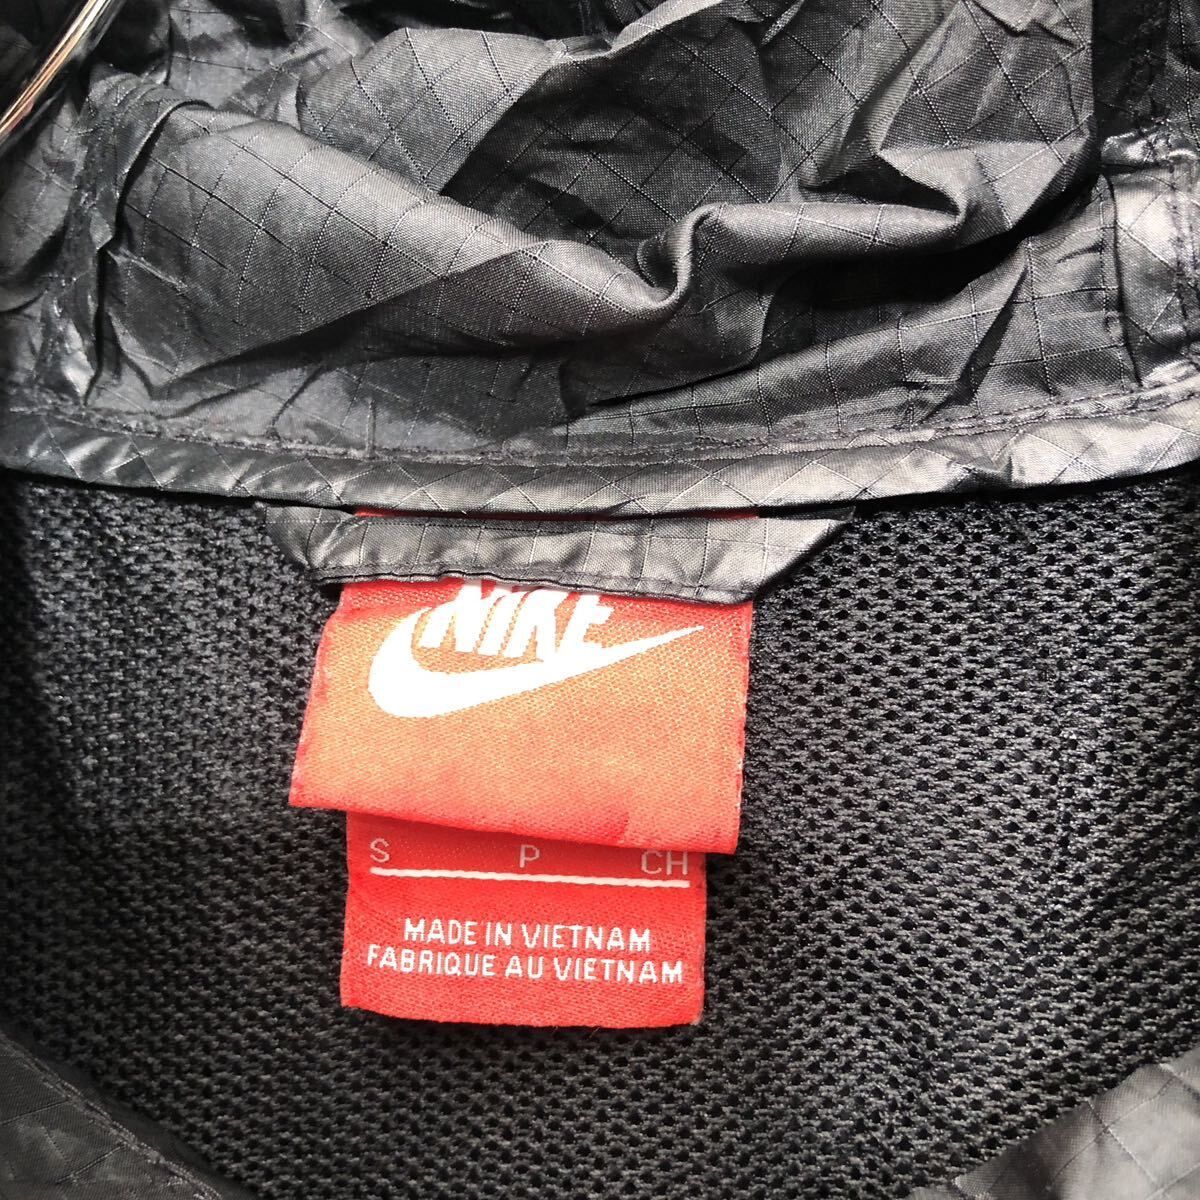 NIKE
S P CH
MADE IN VIETNAM
FABRIQUE AU VIETNAM